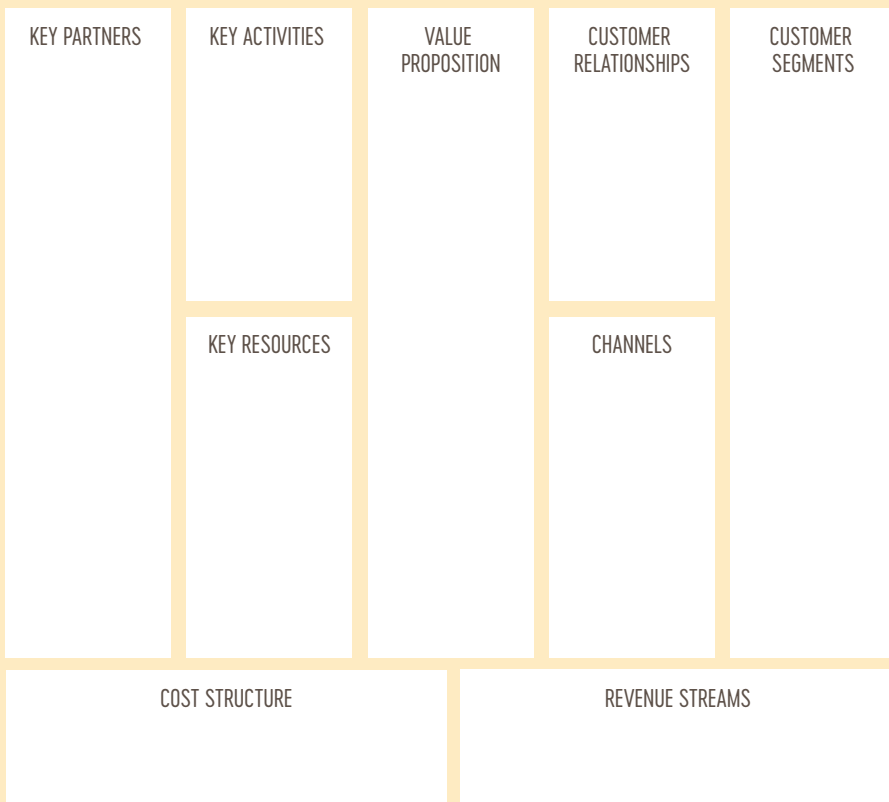 KEY PARTNERS
KEY ACTIVITIES
VALUE
PROPOSITION
CUSTOMER
RELATIONSHIPS
CUSTOMER
SEGMENTS
KEY RESOURCES
CHANNELS
COST STRUCTURE
REVENUE STREAMS